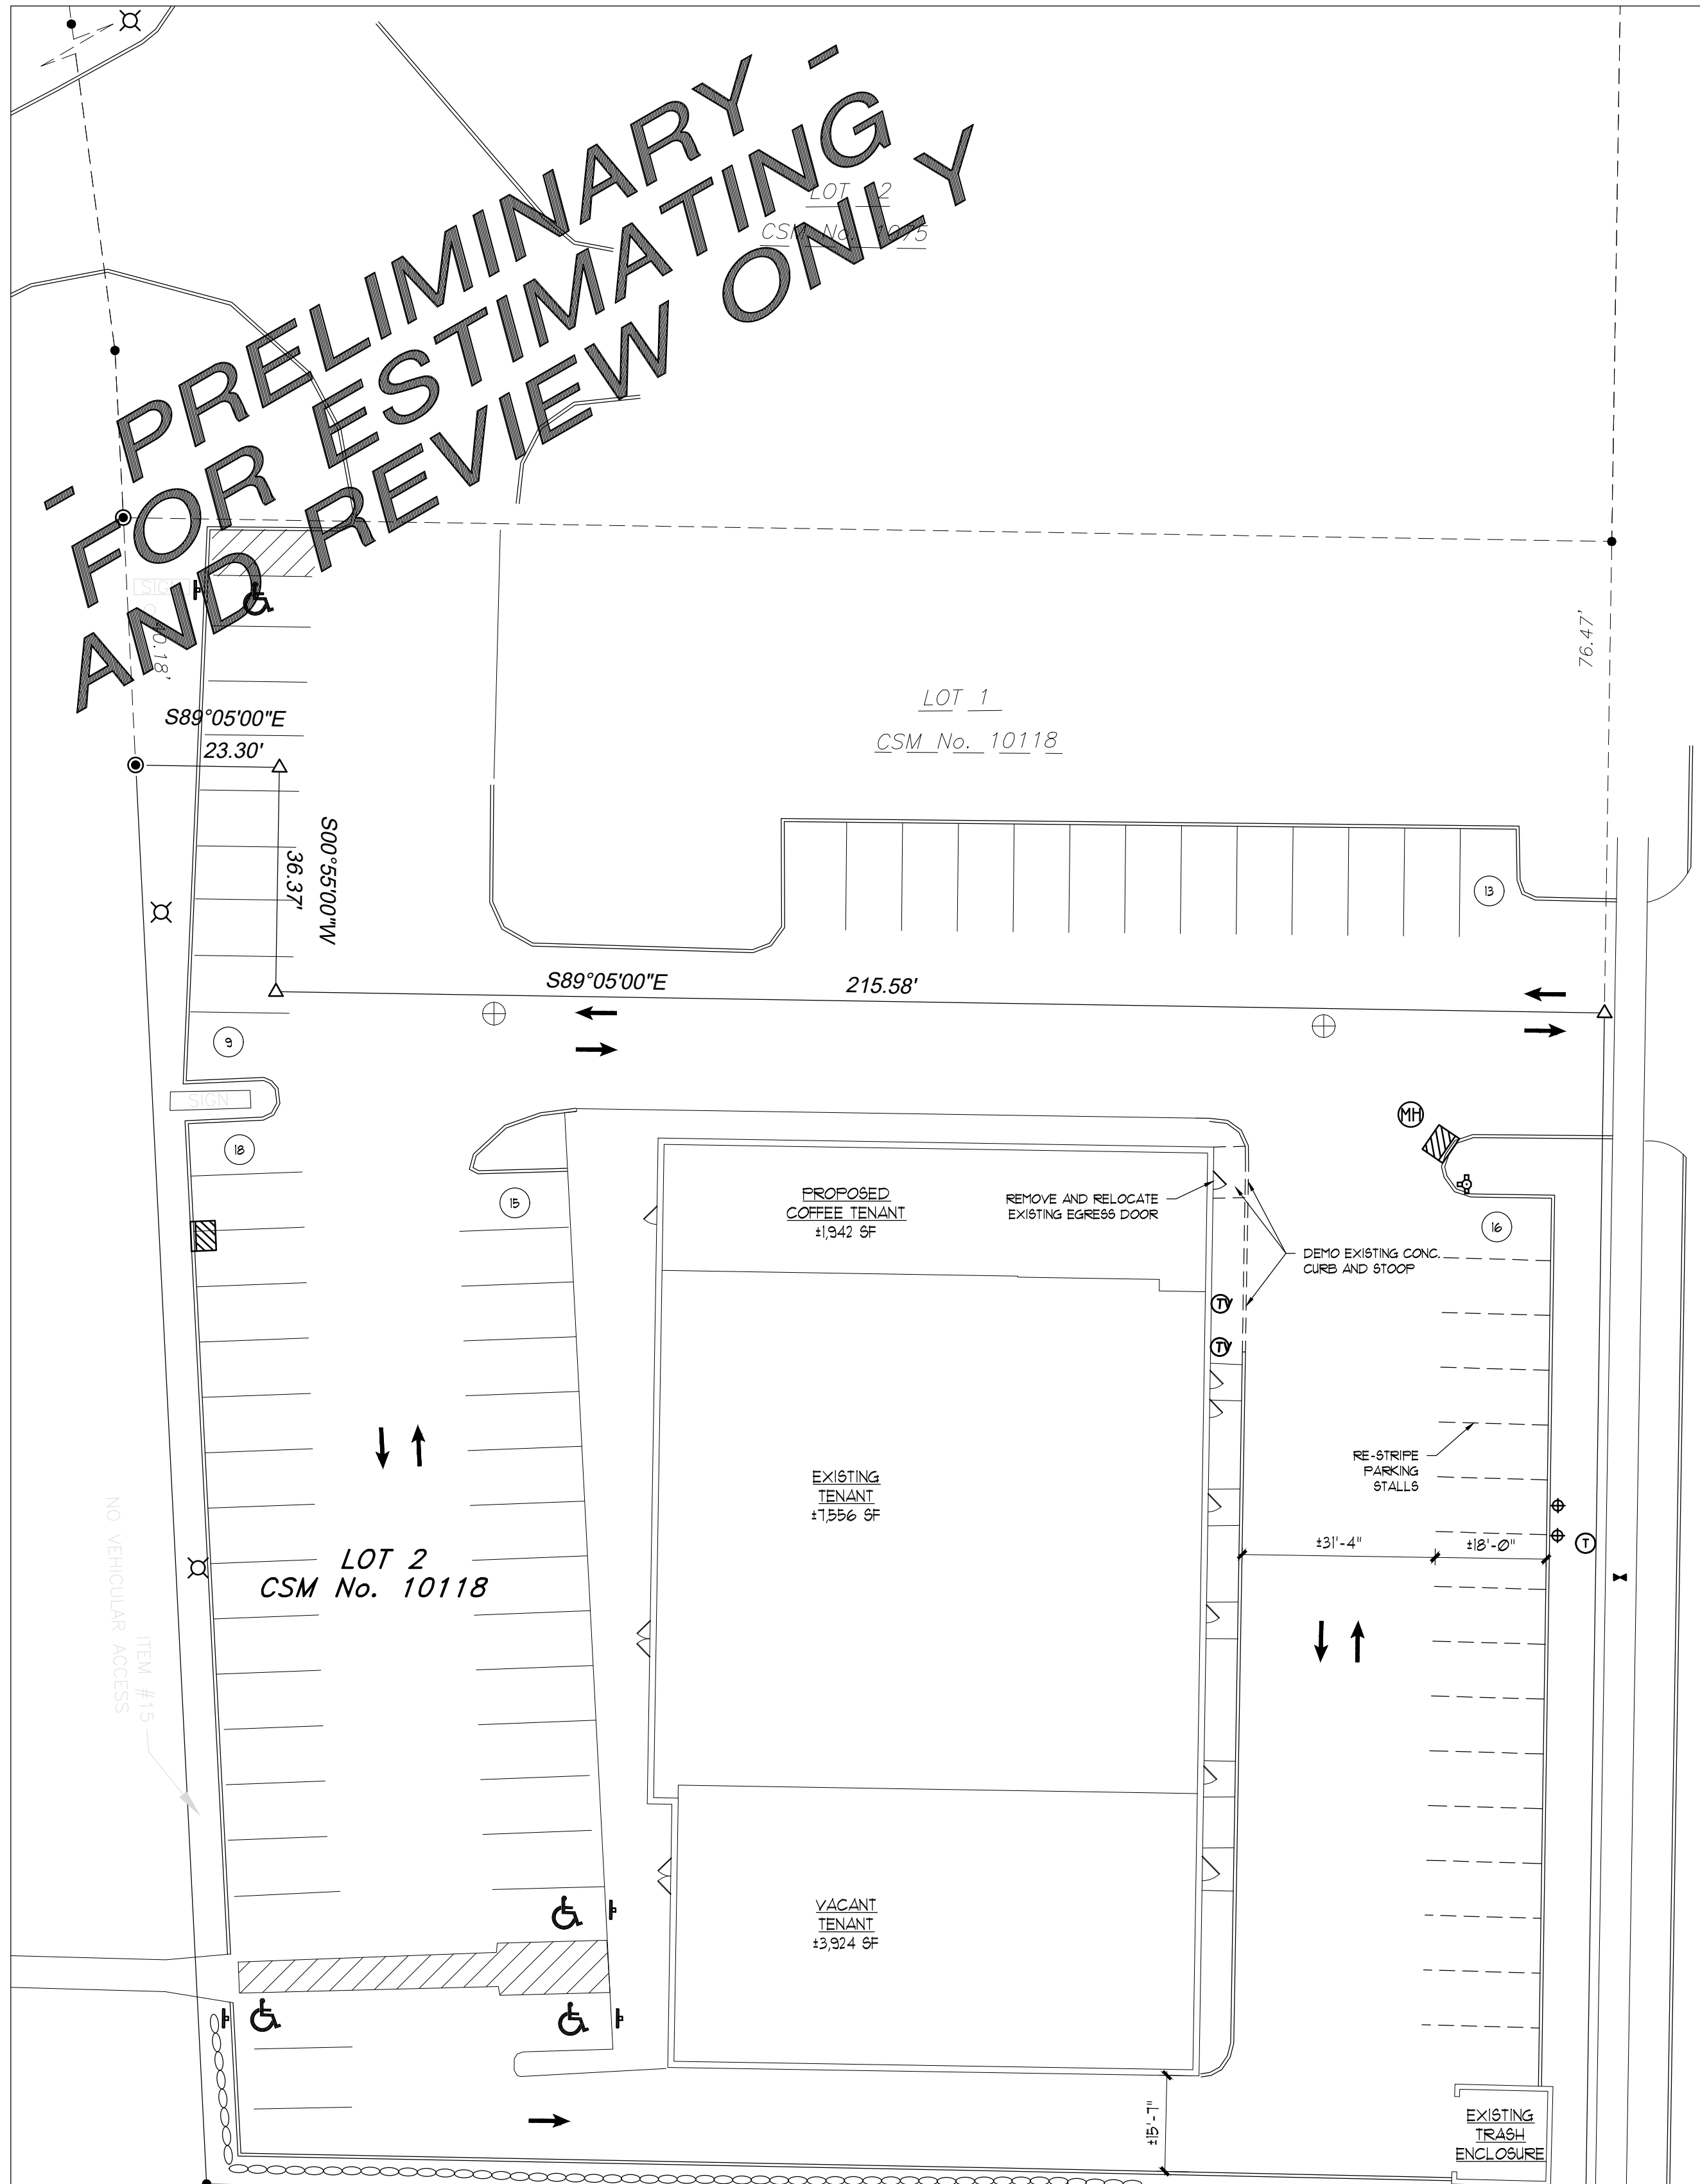 - PRELIMINARY -
FOR ESTIMATING
AND REVIEW ONLY
LOT 2
CSM No.
SIGN
S89°05'00"E
23.30'
S00°55'00"W
36.37'
76.47'
LOT 1
CSM No. 10118
13
S89°05'00"E 215.58'
9
SIGN
18
15
MH
16
PROPOSED
COFFEE TENANT
±1,942 SF
REMOVE AND RELOCATE
EXISTING EGRESS DOOR
DEMO EXISTING CONC.
CURB AND STOOP
TV
TV
EXISTING
TENANT
±7,556 SF
RE-STRIPE
PARKING
STALLS
±31'-4"
±18'-0"
T
LOT 2
CSM No. 10118
NO VEHICULAR ACCESS
ITEM #15
VACANT
TENANT
±3,924 SF
±15'-7"
EXISTING
TRASH
ENCLOSURE